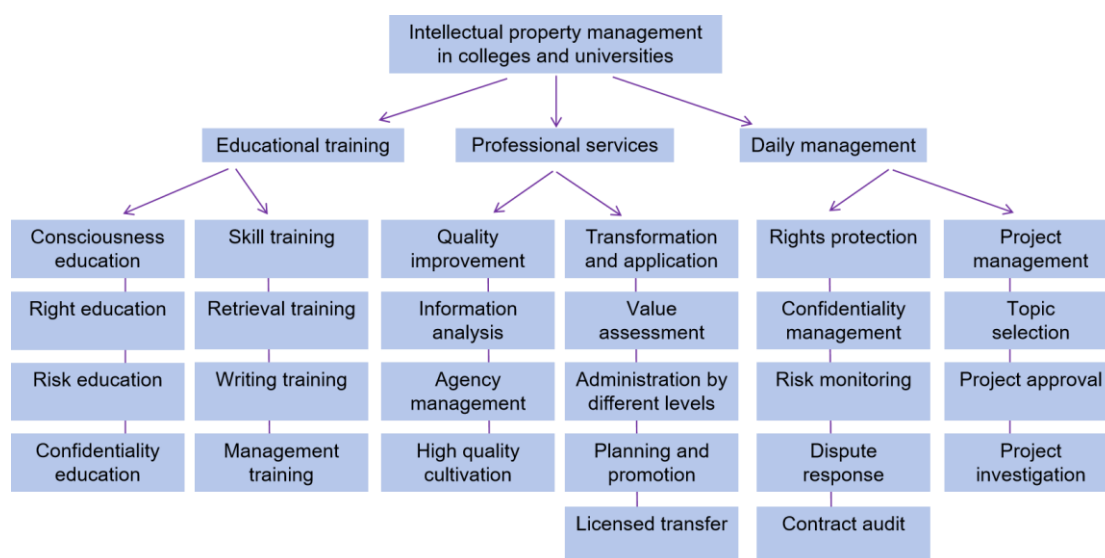 Intellectual property management
in colleges and universities
Educational training
Professional services
Daily management
Consciousness
education
Skill training
Quality
improvement
Transformation
and application
Rights protection
Project
management
Right education
Retrieval training
Information
analysis
Value
assessment
Confidentiality
management
Topic
selection
Risk education
Writing training
Agency
management
Administration by
different levels
Risk monitoring
Project approval
Confidentiality
education
Management
training
High quality
cultivation
Planning and
promotion
Dispute
response
Project
investigation
Licensed transfer
Contract audit